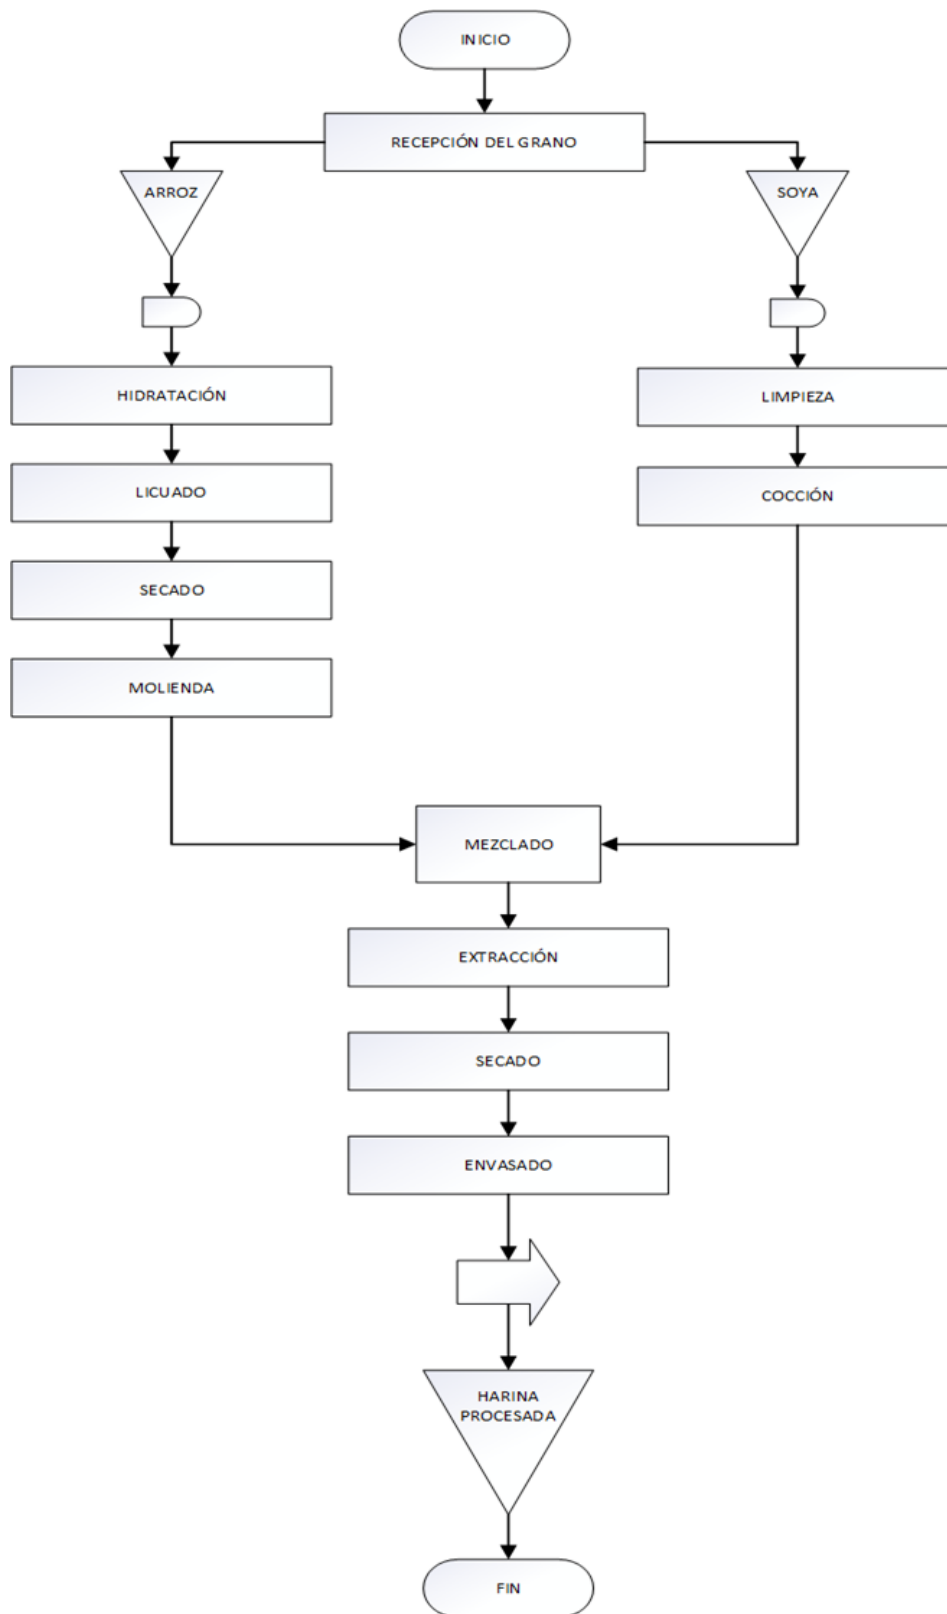 INICIO
RECEPCIÓN DEL GRANO
ARROZ
SOYA
HIDRATACIÓN
LIMPIEZA
LICUADO
COCCIÓN
SECADO
MOLIENDA
MEZCLADO
EXTRACCIÓN
SECADO
ENVASADO
HARINA
PROCESADA
FIN